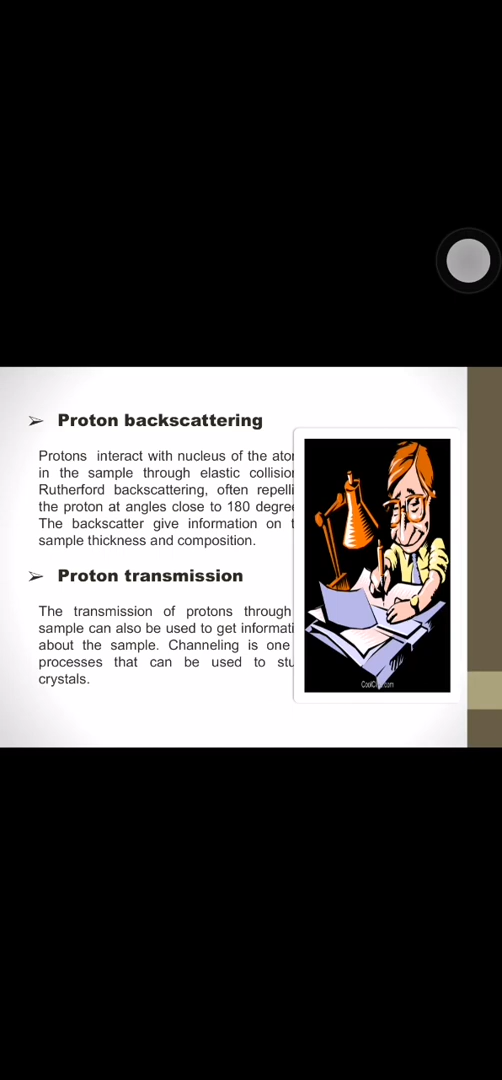 ➢ Proton backscattering
Protons interact with nucleus of the
in the sample through elastic
Rutherford backscattering, often
the proton at angles close to 180
The backscatter give information on
sample thickness and composition.
➢ Proton transmission
The transmission of protons through
sample can also be used to get
about the sample. Channeling is one
processes that can be used to
crystals.